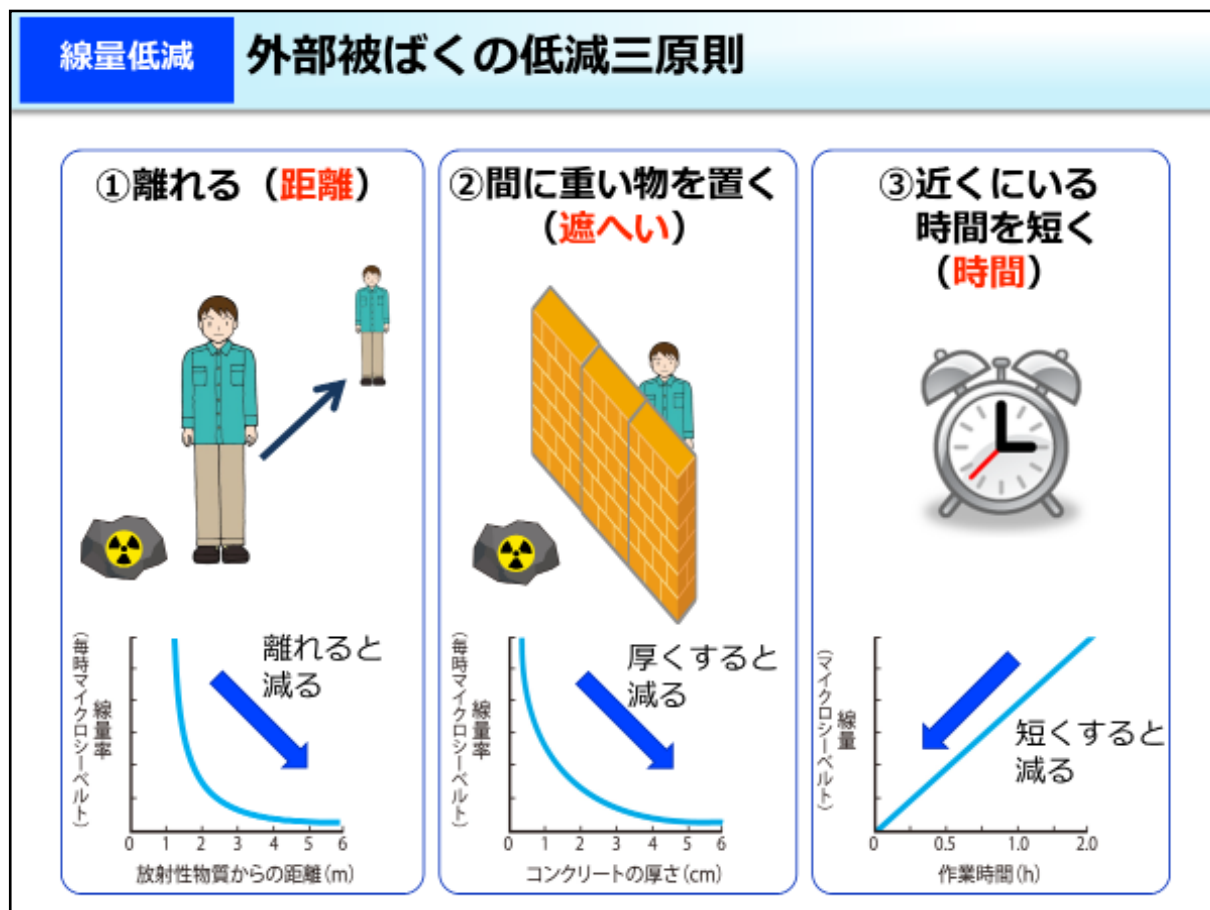 線量低減
外部被ばくの低減三原則
①離れる（距離）
②間に重い物を置く
（遮へい）
③近くにいる
時間を短く
（時間）
離れると
減る
線量率
（毎時マイクロシーベルト）
0 1 2 3 4 5 6
放射性物質からの距離（m）
厚くすると
減る
線量率
（毎時マイクロシーベルト）
0 1 2 3 4 5 6
コンクリートの厚さ（cm）
短くすると
減る
線量
（マイクロシーベルト）
0 0.5 1.0 2.0
作業時間（h）